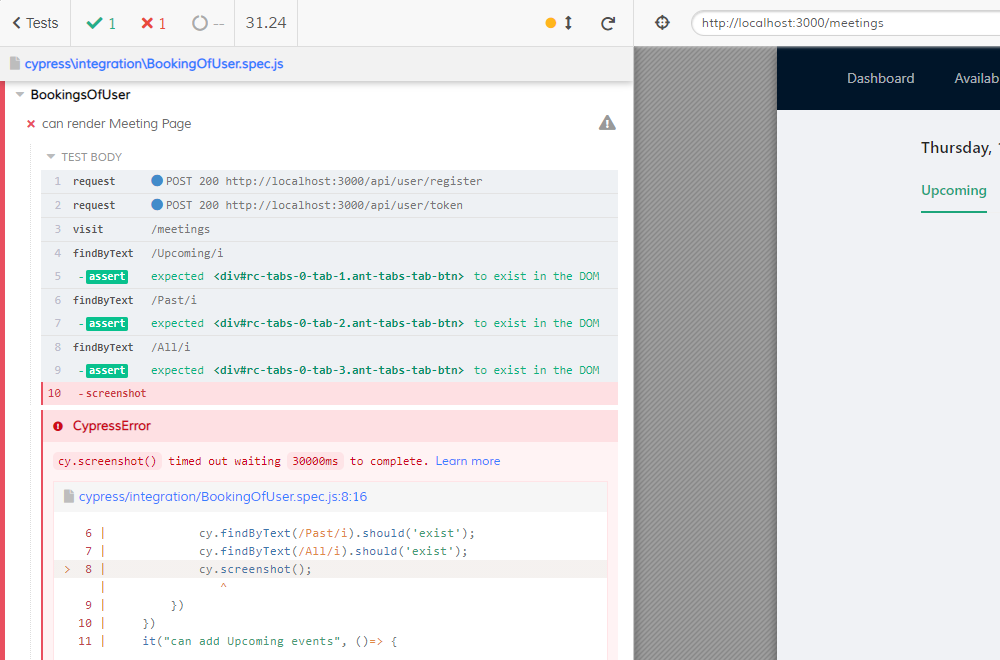 Tests 1 1 -- 31.24 http://localhost:3000/meetings
cypress\integration\BookingOfUser.spec.js
Dashboard Availab
BookingsOfUser
can render Meeting Page
Thursday,
TEST BODY
1 request POST 200 http://localhost:3000/api/user/register
Upcoming
2 request POST 200 http://localhost:3000/api/user/token
3 visit /meetings
4 findByText /Upcoming/i
5 -assert expected <div#rc-tabs-0-tab-1.ant-tabs-tab-btn> to exist in the DOM
6 findByText /Past/i
7 -assert expected <div#rc-tabs-0-tab-2.ant-tabs-tab-btn> to exist in the DOM
8 findByText /All/i
9 -assert expected <div#rc-tabs-0-tab-3.ant-tabs-tab-btn> to exist in the DOM
10 -screenshot
CypressError
cy.screenshot() timed out waiting 30000ms to complete. Learn more
cypress/integration/BookingOfUser.spec.js:8:16
6 | cy.findByText(/Past/i).should('exist');
7 | cy.findByText(/All/i).should('exist');
> 8 | cy.screenshot();
| ^
9 | })
10 | })
11 | it("can add Upcoming events", ()=> {